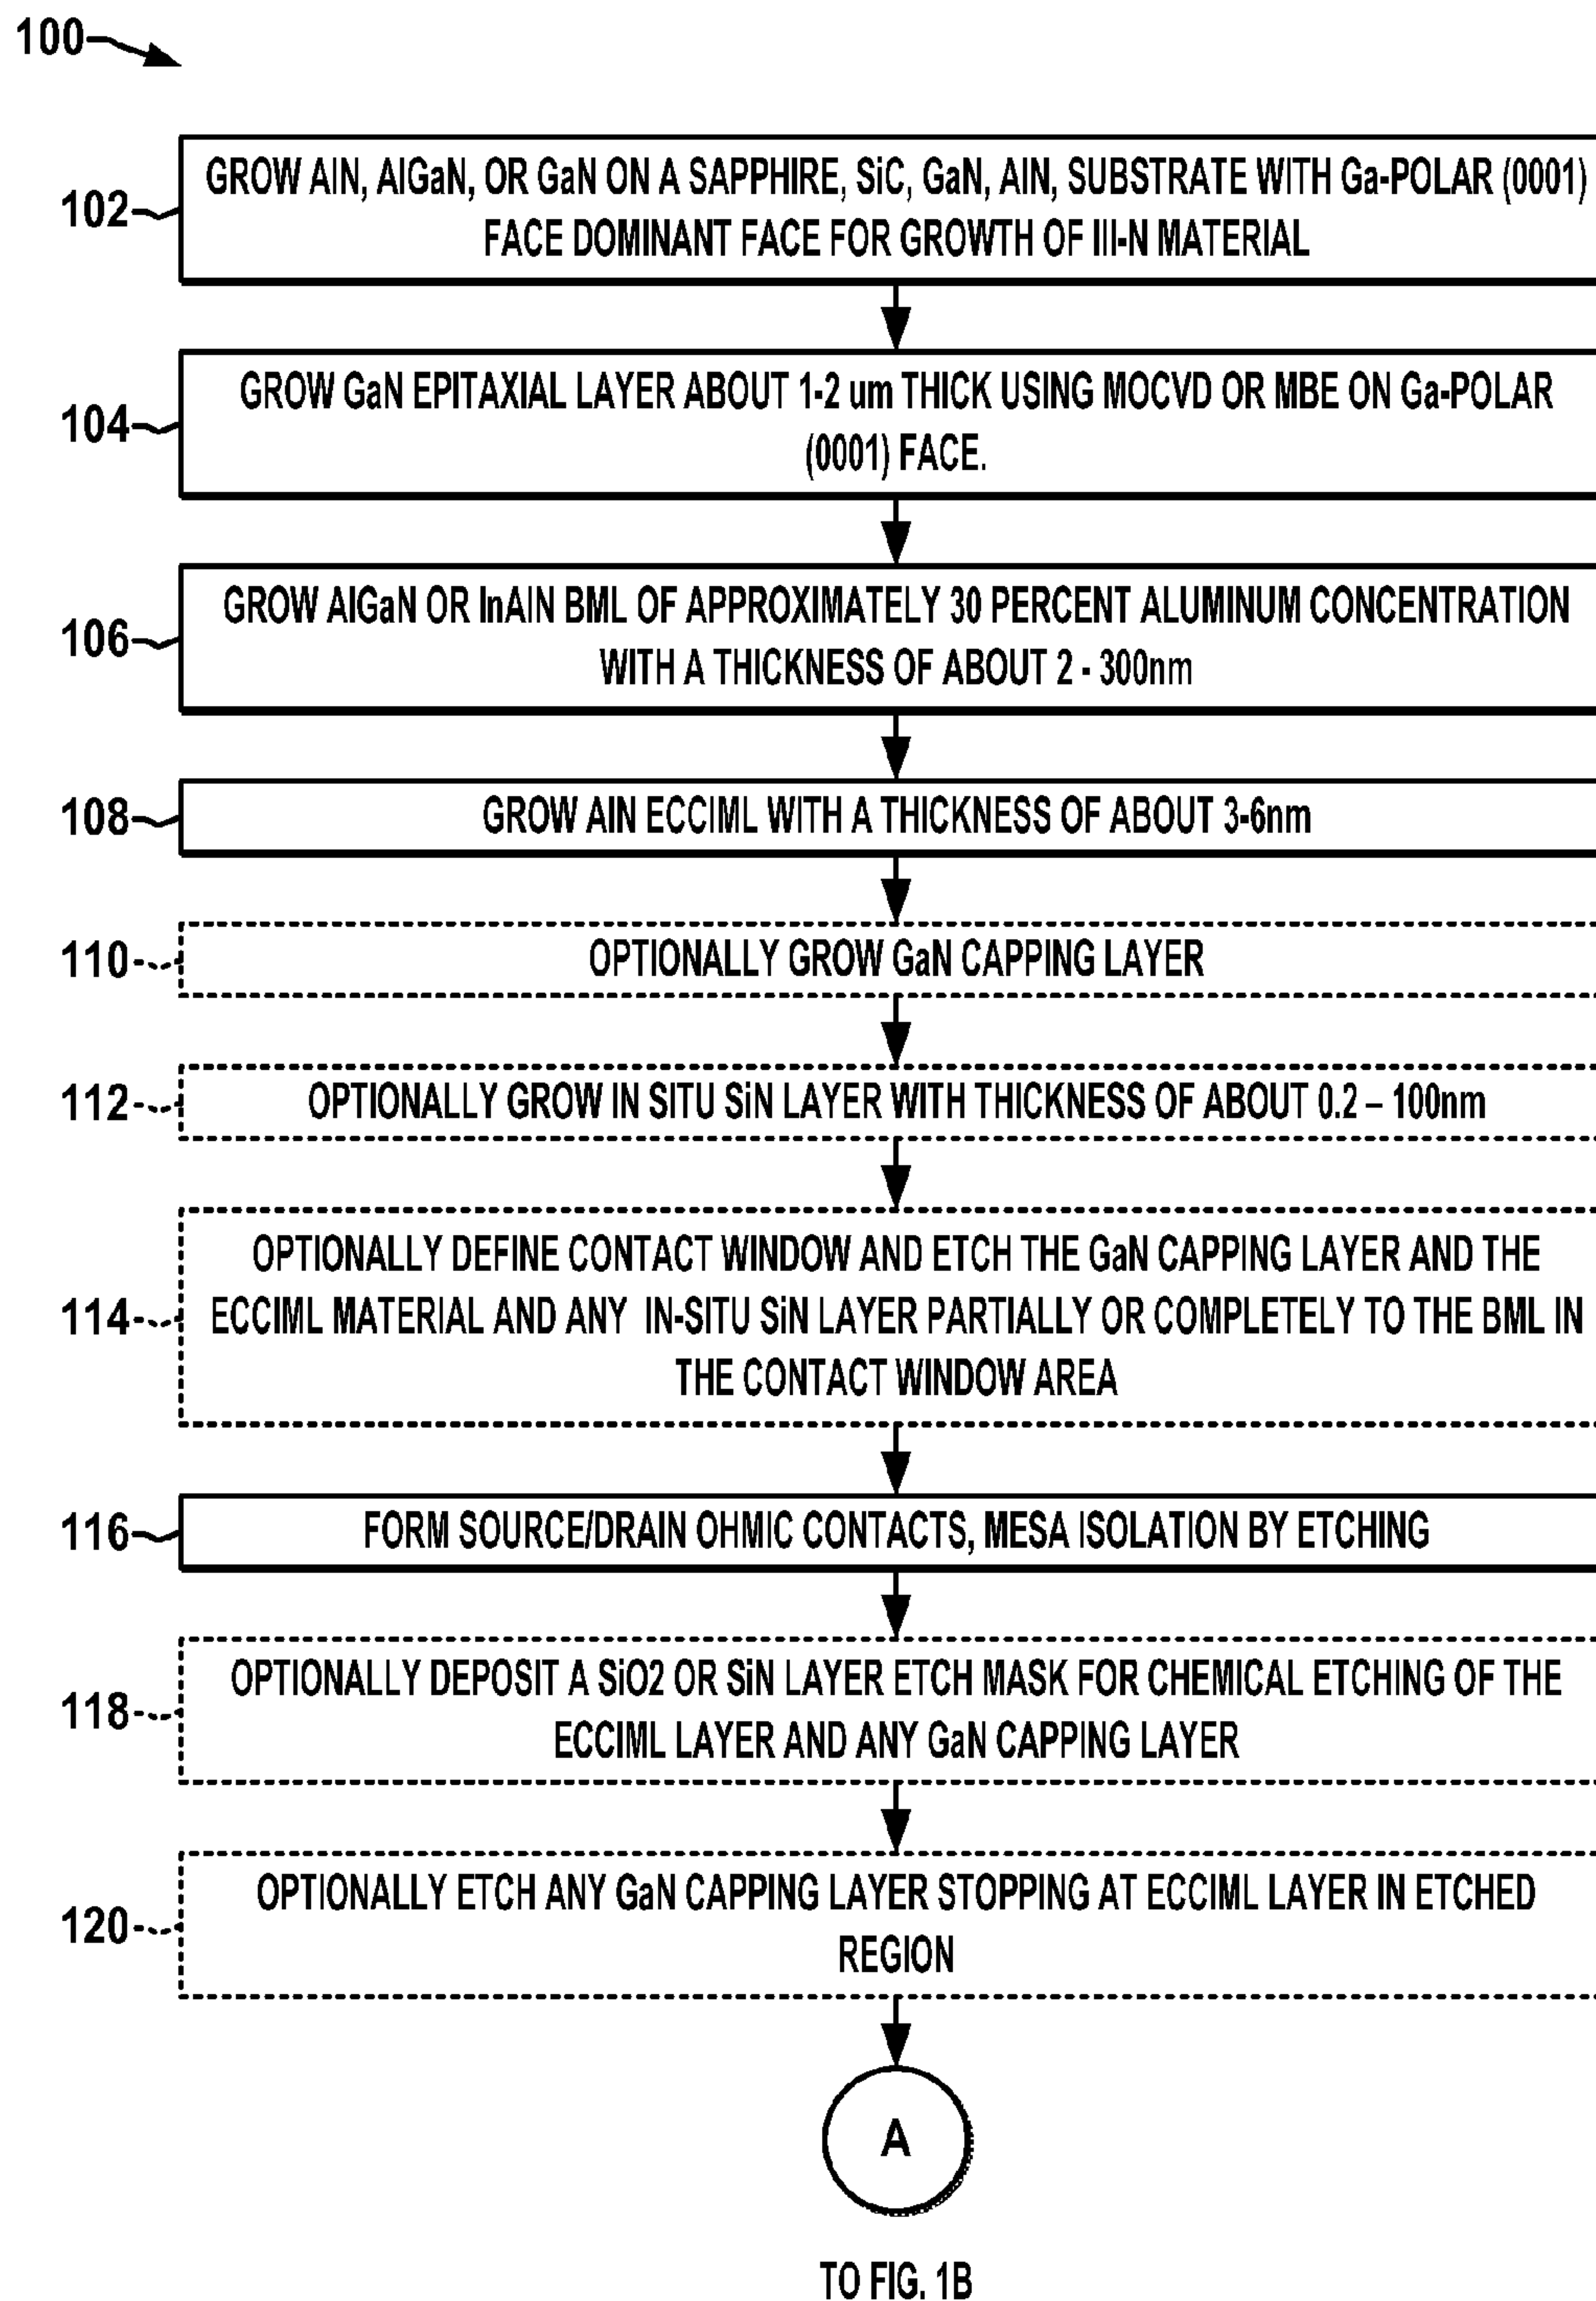 100
102
GROW AlN, AlGaN, OR GaN ON A SAPPHIRE, SiC, GaN, AlN, SUBSTRATE WITH Ga-POLAR (0001)
FACE DOMINANT FACE FOR GROWTH OF III-N MATERIAL
104
GROW GaN EPITAXIAL LAYER ABOUT 1-2 um THICK USING MOCVD OR MBE ON Ga-POLAR
(0001) FACE.
106
GROW AlGaN OR InAlN BML OF APPROXIMATELY 30 PERCENT ALUMINUM CONCENTRATION
WITH A THICKNESS OF ABOUT 2 - 300nm
108
GROW AlN ECCIML WITH A THICKNESS OF ABOUT 3-6nm
110
OPTIONALLY GROW GaN CAPPING LAYER
112
OPTIONALLY GROW IN SITU SiN LAYER WITH THICKNESS OF ABOUT 0.2 – 100nm
114
OPTIONALLY DEFINE CONTACT WINDOW AND ETCH THE GaN CAPPING LAYER AND THE
ECCIML MATERIAL AND ANY IN-SITU SiN LAYER PARTIALLY OR COMPLETELY TO THE BML IN
THE CONTACT WINDOW AREA
116
FORM SOURCE/DRAIN OHMIC CONTACTS, MESA ISOLATION BY ETCHING
118
OPTIONALLY DEPOSIT A SiO2 OR SiN LAYER ETCH MASK FOR CHEMICAL ETCHING OF THE
ECCIML LAYER AND ANY GaN CAPPING LAYER
120
OPTIONALLY ETCH ANY GaN CAPPING LAYER STOPPING AT ECCIML LAYER IN ETCHED
REGION
A
TO FIG. 1B